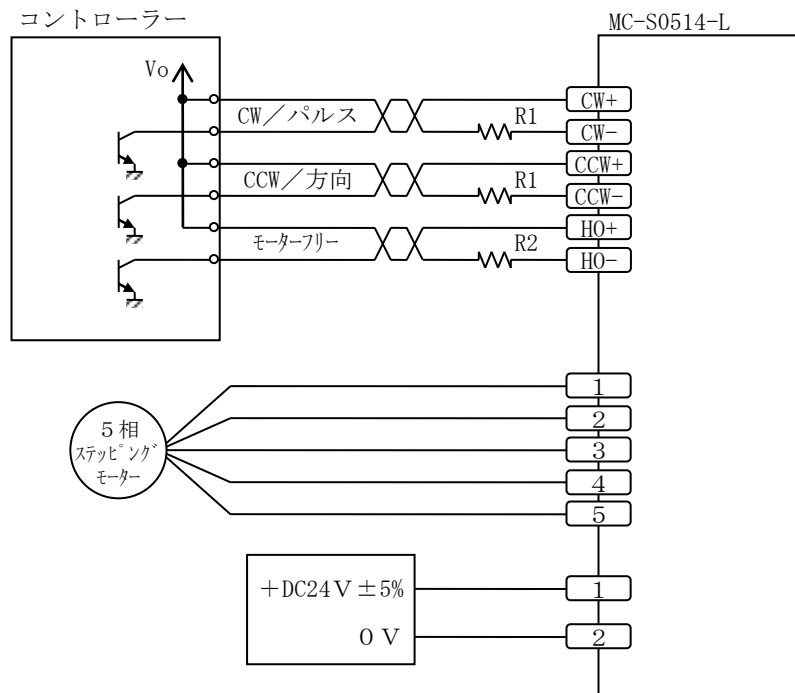 コントローラー
MC-S0514-L
Vo
CW+
CW／パルス
R1
CW-
CCW+
CCW／方向
R1
CCW-
HO+
モーターフリー
R2
HO-
1
2
5相
ステッピング
モーター
3
4
5
＋DC24V±5%
1
0V
2